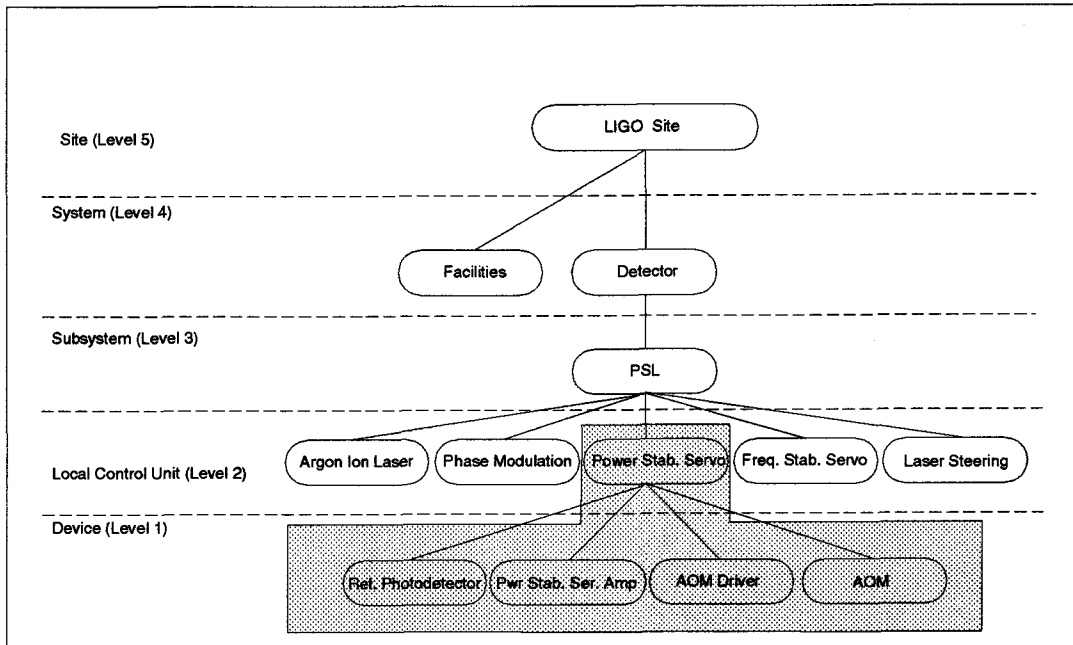 LIGO Site
Site (Level 5)
System (Level 4)
Facilities
Detector
Subsystem (Level 3)
PSL
Argon Ion Laser
Phase Modulation
Power Stab. Servo
Freq. Stab. Servo
Laser Steering
Local Control Unit (Level 2)
Device (Level 1)
Ref. Photodetector
Pwr Stab. Ser. Amp
AOM Driver
AOM